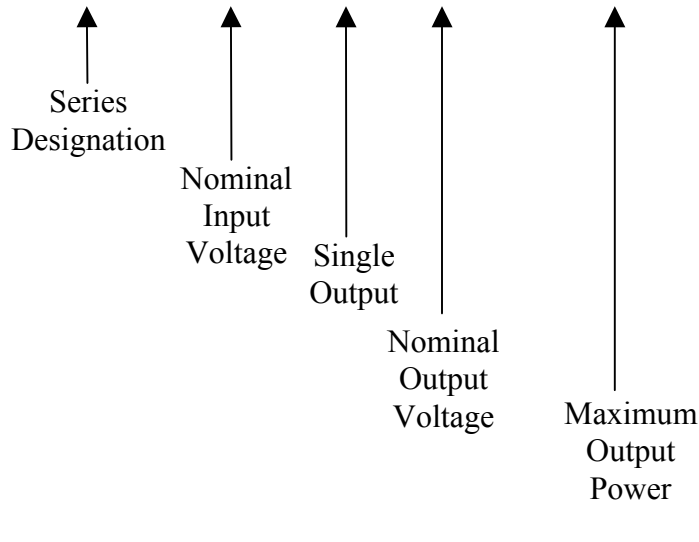 Series
Designation
Nominal
Input
Voltage
Single
Output
Nominal
Output
Voltage
Maximum
Output
Power